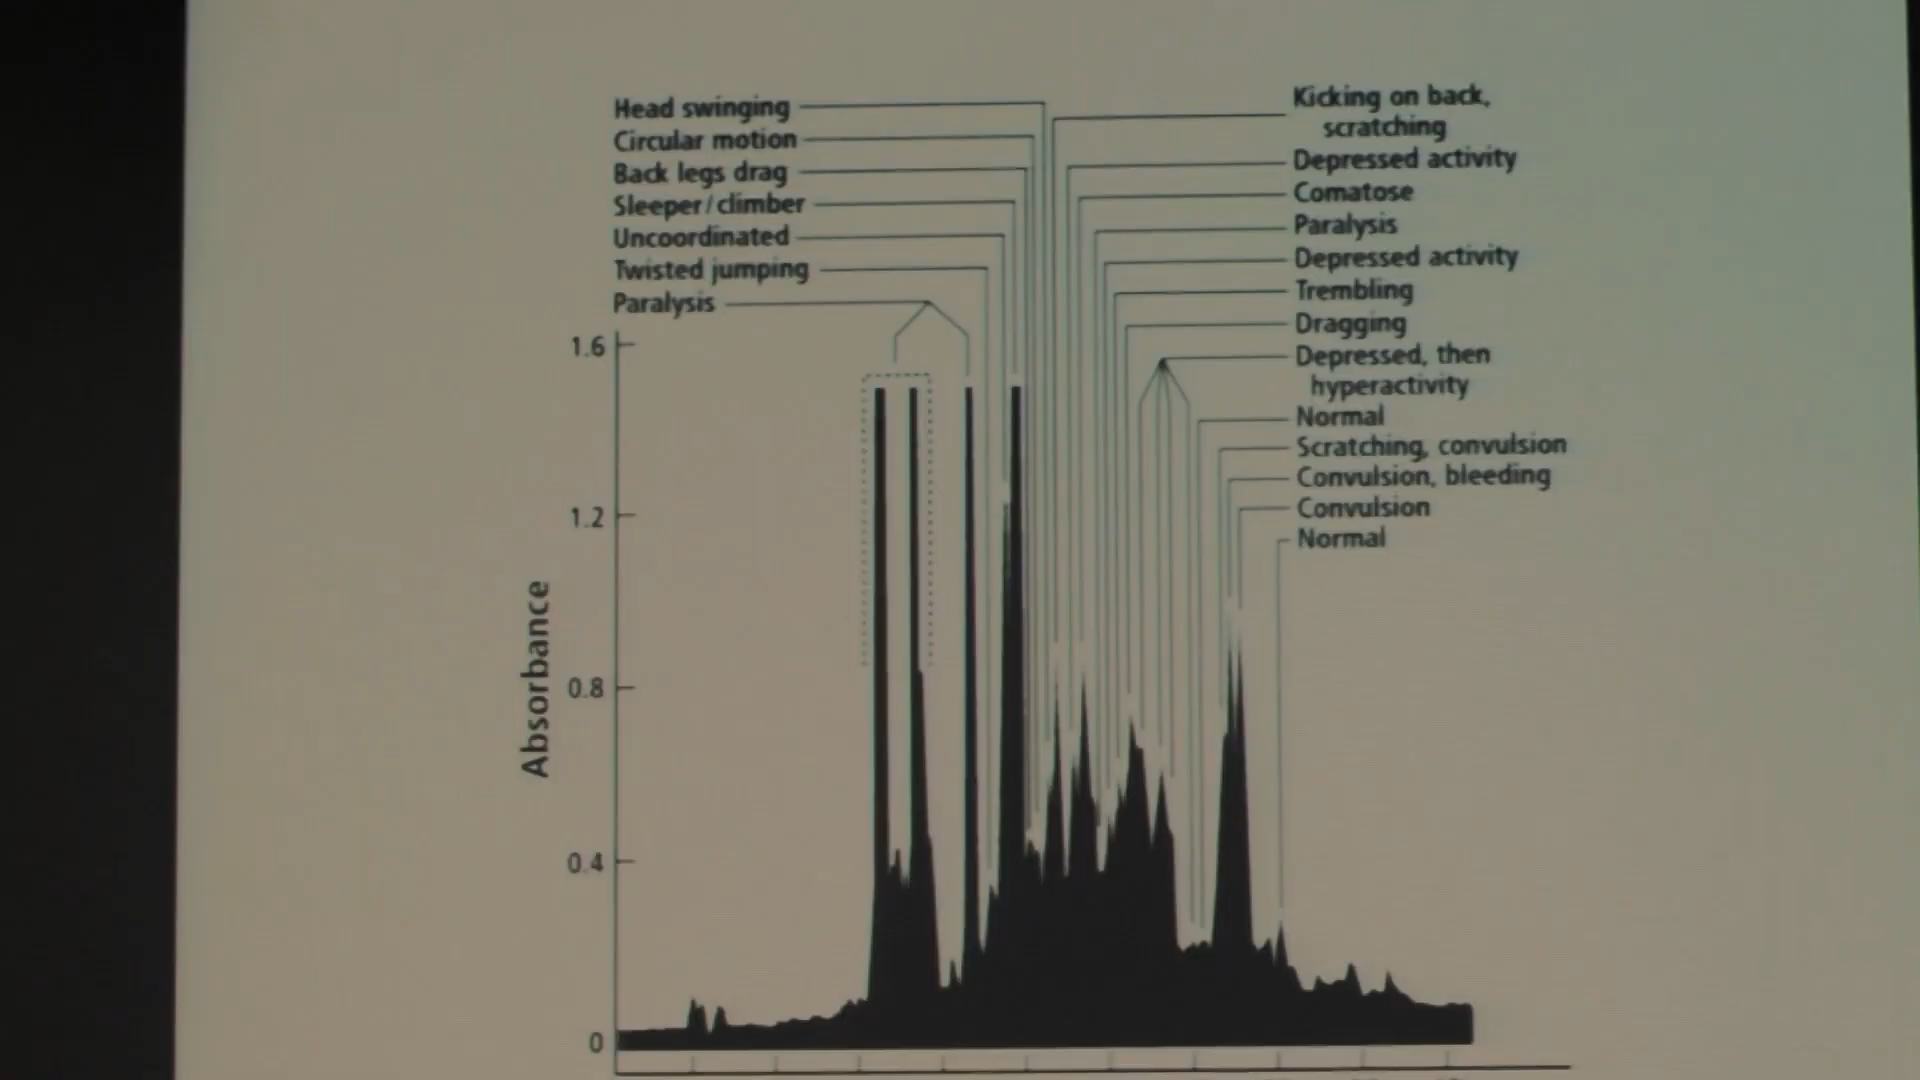 Head swinging
Circular motion
Back legs drag
Sleeper/climber
Uncoordinated
Twisted jumping
Paralysis
Kicking on back,
scratching
Depressed activity
Comatose
Paralysis
Depressed activity
Trembling
Dragging
Depressed, then
hyperactivity
Normal
Scratching, convulsion
Convulsion, bleeding
Convulsion
Normal
1.6
1.2
0.8
0.4
0
Absorbance